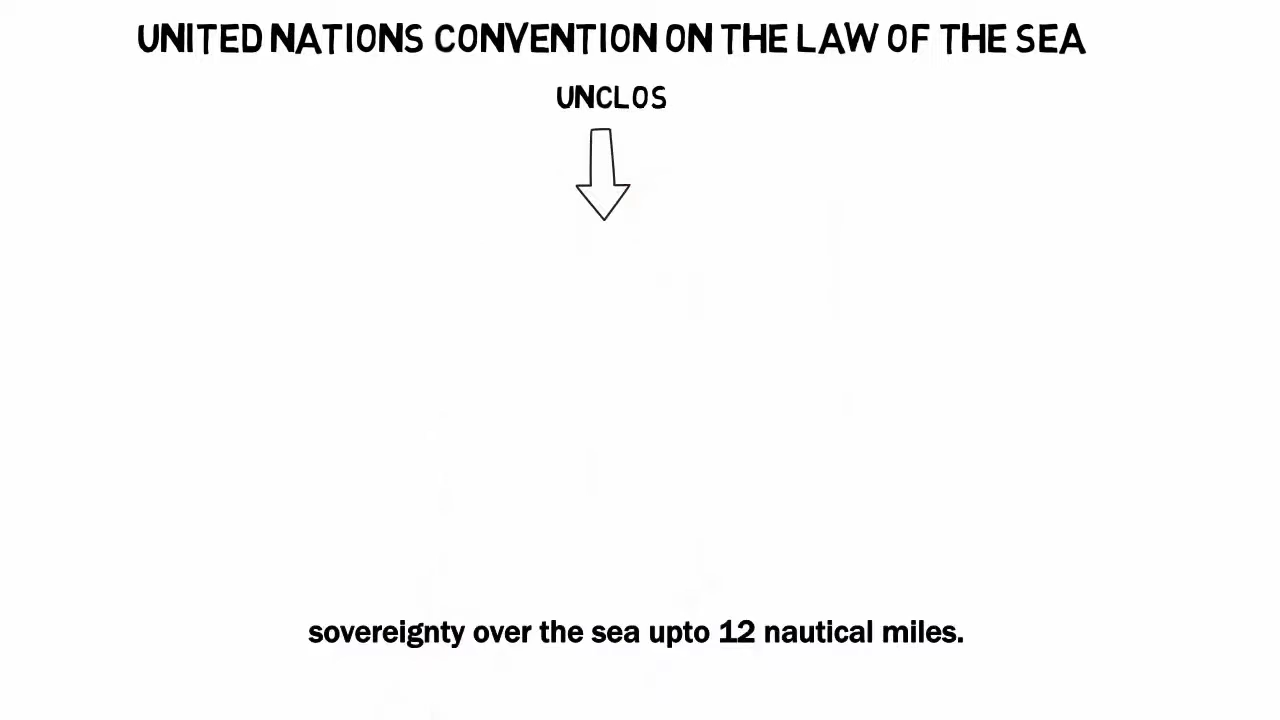 UNITED NATIONS CONVENTION ON THE LAW OF THE SEA
UNCLOS
sovereignty over the sea upto 12 nautical miles.